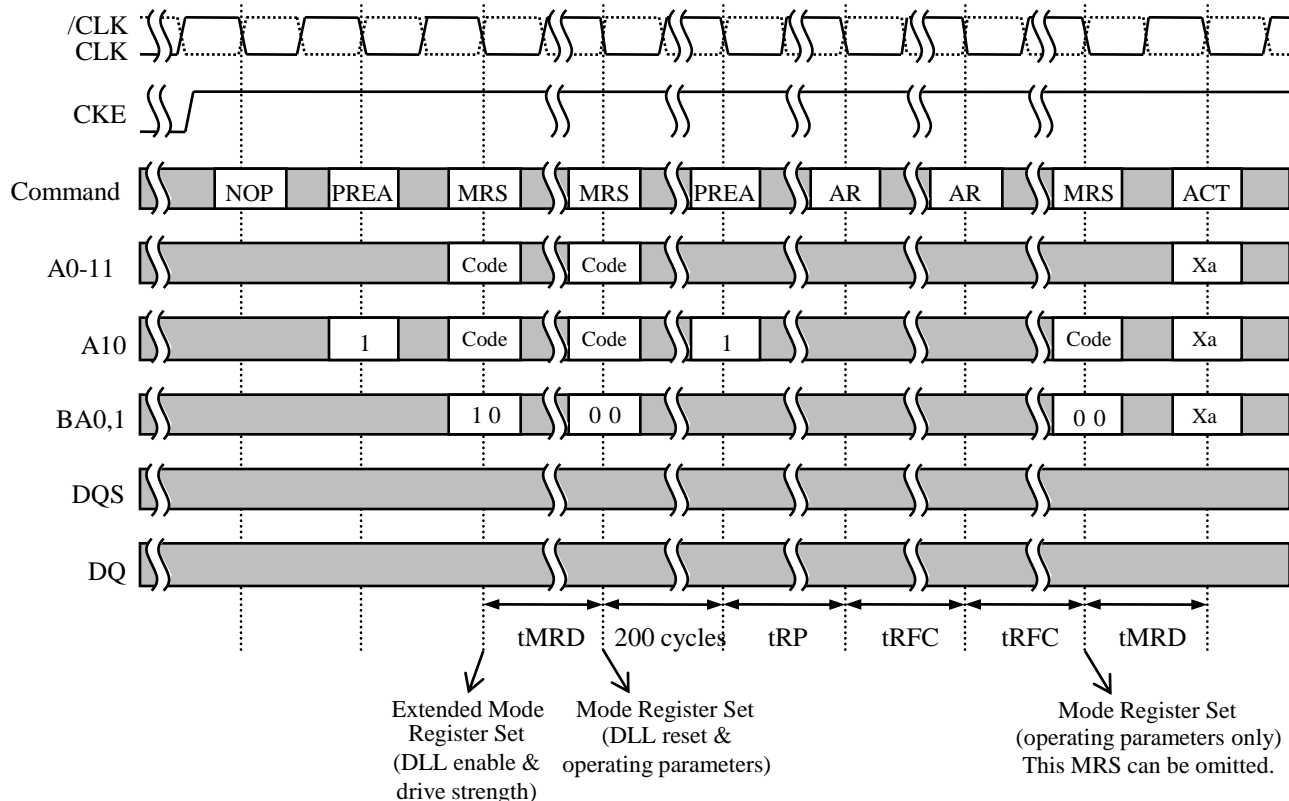 /CLK
CLK
CKE
Command NOP PREA MRS MRS PREA AR AR MRS ACT
A0-11 Code Code Xa
A10 1 Code Code 1 Code Xa
BA0,1 1 0 0 0 0 0 Xa
DQS
DQ
tMRD 200 cycles tRP tRFC tRFC tMRD
Extended Mode
Register Set
(DLL enable &
drive strength)
Mode Register Set
(DLL reset &
operating parameters)
Mode Register Set
(operating parameters only)
This MRS can be omitted.